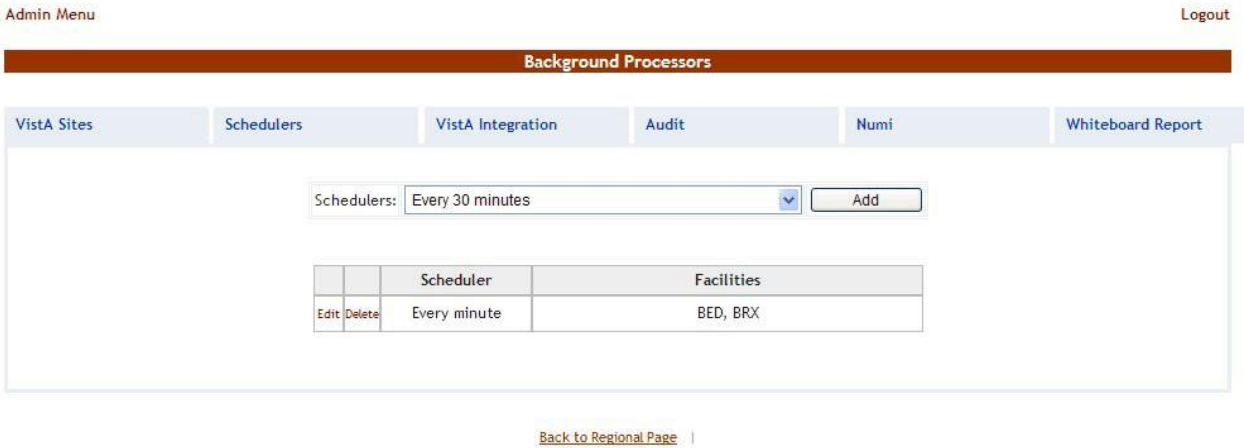 Admin Menu Logout
Background Processors
VistA Sites Schedulers VistA Integration Audit Numi Whiteboard Report
Schedulers: Every 30 minutes Add
Scheduler Facilities
Edit Delete Every minute BED, BRX
Back to Regional Page |